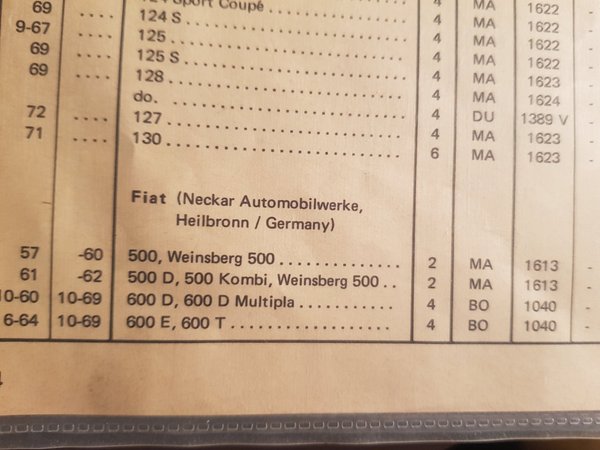 4 MA 1622
Sport Coupé 4 MA 1622
69 .... 124 S .... 4 MA 1622 -
9-67 .... 125 .... 4 MA 1622 -
69 .... 125 S .... 4 MA 1623 -
69 .... 128 .... 4 MA 1624 -
do. .... 4 DU 1389 V -
72 .... 127 .... 4 MA 1623 -
71 .... 130 .... 6 MA 1623 -
Fiat (Neckar Automobilwerke,
Heilbronn / Germany)
57 -60 500, Weinsberg 500 .... 2 MA 1613 -
61 -62 500 D, 500 Kombi, Weinsberg 500 .. 2 MA 1613 -
10-60 10-69 600 D, 600 D Multipla .... 4 BO 1040 -
6-64 10-69 600 E, 600 T .... 4 BO 1040 -